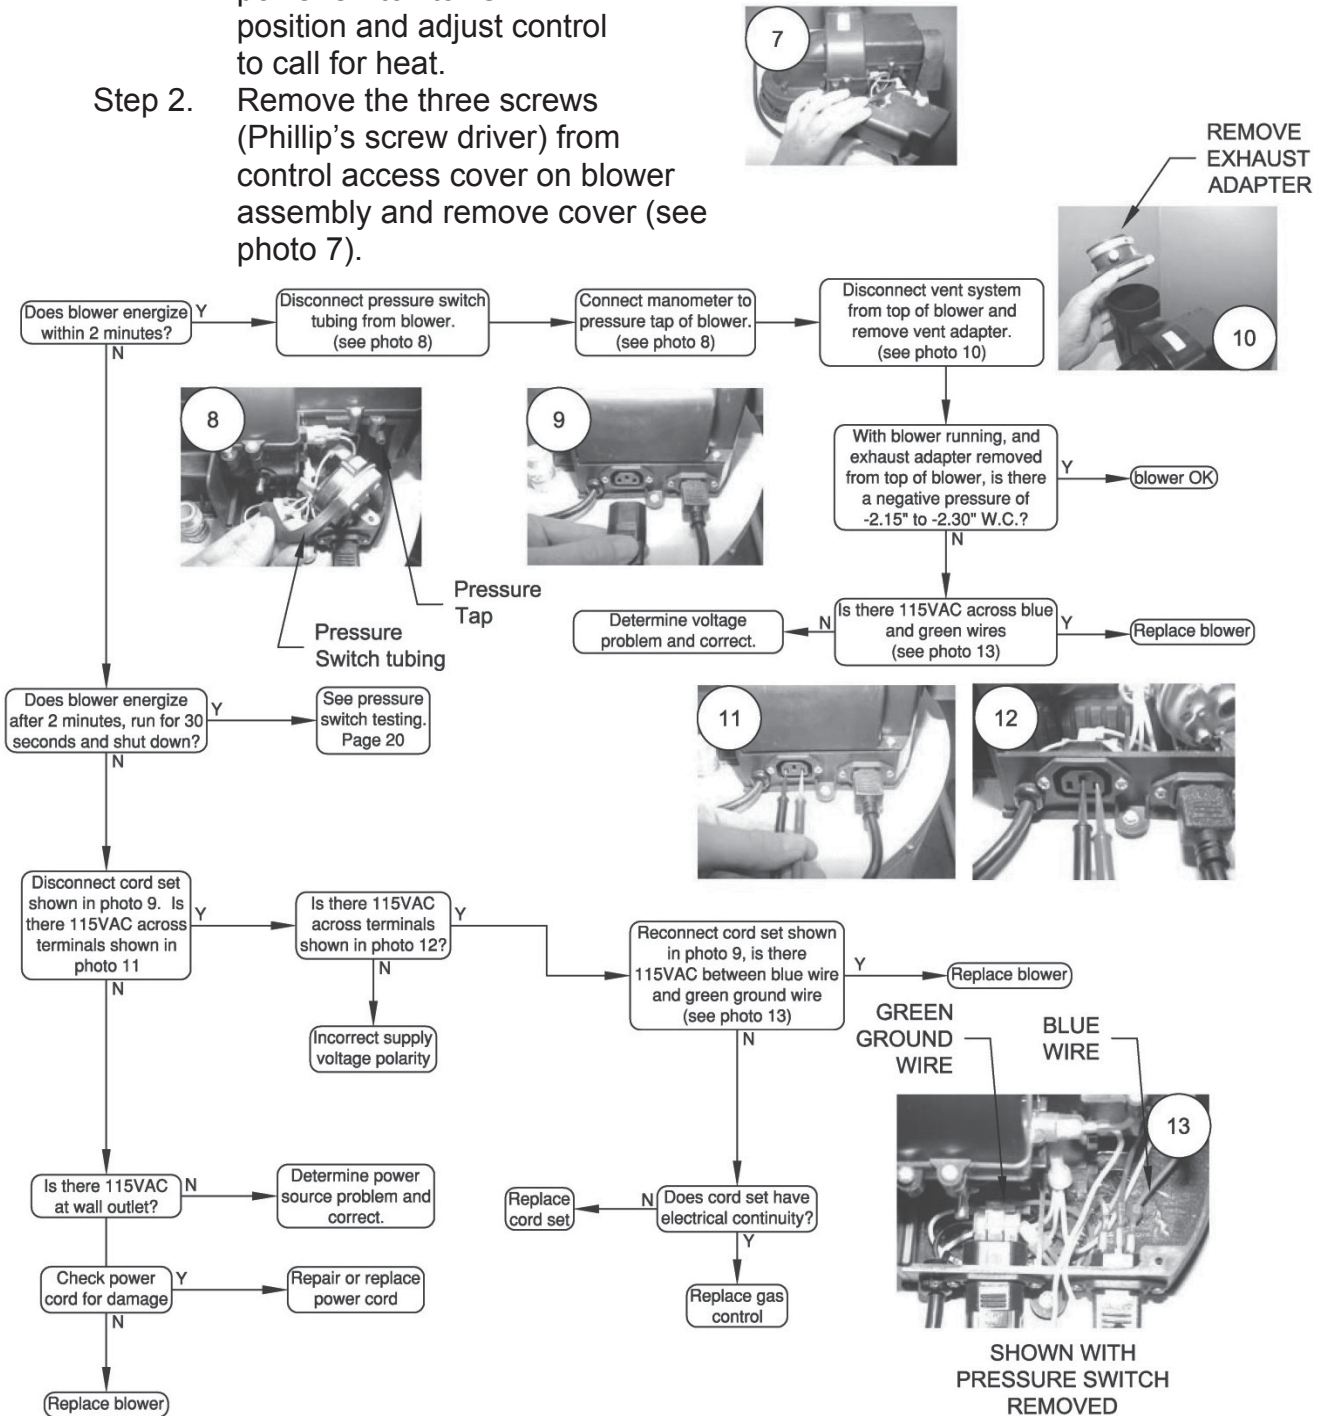 position and adjust control
to call for heat.
Step 2. Remove the three screws
(Phillip's screw driver) from
control access cover on blower
assembly and remove cover (see
photo 7).
7
REMOVE
EXHAUST
ADAPTER
10
Does blower energize
within 2 minutes?
Y
N
Disconnect pressure switch
tubing from blower.
(see photo 8)
Connect manometer to
pressure tap of blower.
(see photo 8)
Disconnect vent system
from top of blower and
remove vent adapter.
(see photo 10)
8
Pressure
Switch tubing
Pressure
Tap
9
With blower running, and
exhaust adapter removed
from top of blower, is there
a negative pressure of
-2.15" to -2.30" W.C.?
Y
N
blower OK
Is there 115VAC across blue
and green wires
(see photo 13)
N
Y
Determine voltage
problem and correct.
Replace blower
Does blower energize
after 2 minutes, run for 30
seconds and shut down?
Y
N
See pressure
switch testing.
Page 20
11
12
Disconnect cord set
shown in photo 9. Is
there 115VAC across
terminals shown in
photo 11
Y
N
Is there 115VAC
across terminals
shown in photo 12?
Y
N
Incorrect supply
voltage polarity
Reconnect cord set shown
in photo 9, is there
115VAC between blue wire
and green ground wire
(see photo 13)
Y
N
Replace blower
GREEN
GROUND
WIRE
BLUE
WIRE
13
SHOWN WITH
PRESSURE SWITCH
REMOVED
Is there 115VAC
at wall outlet?
N
Determine power
source problem and
correct.
Does cord set have
electrical continuity?
N
Y
Replace
cord set
Replace gas
control
Check power
cord for damage
Y
N
Repair or replace
power cord
Replace blower